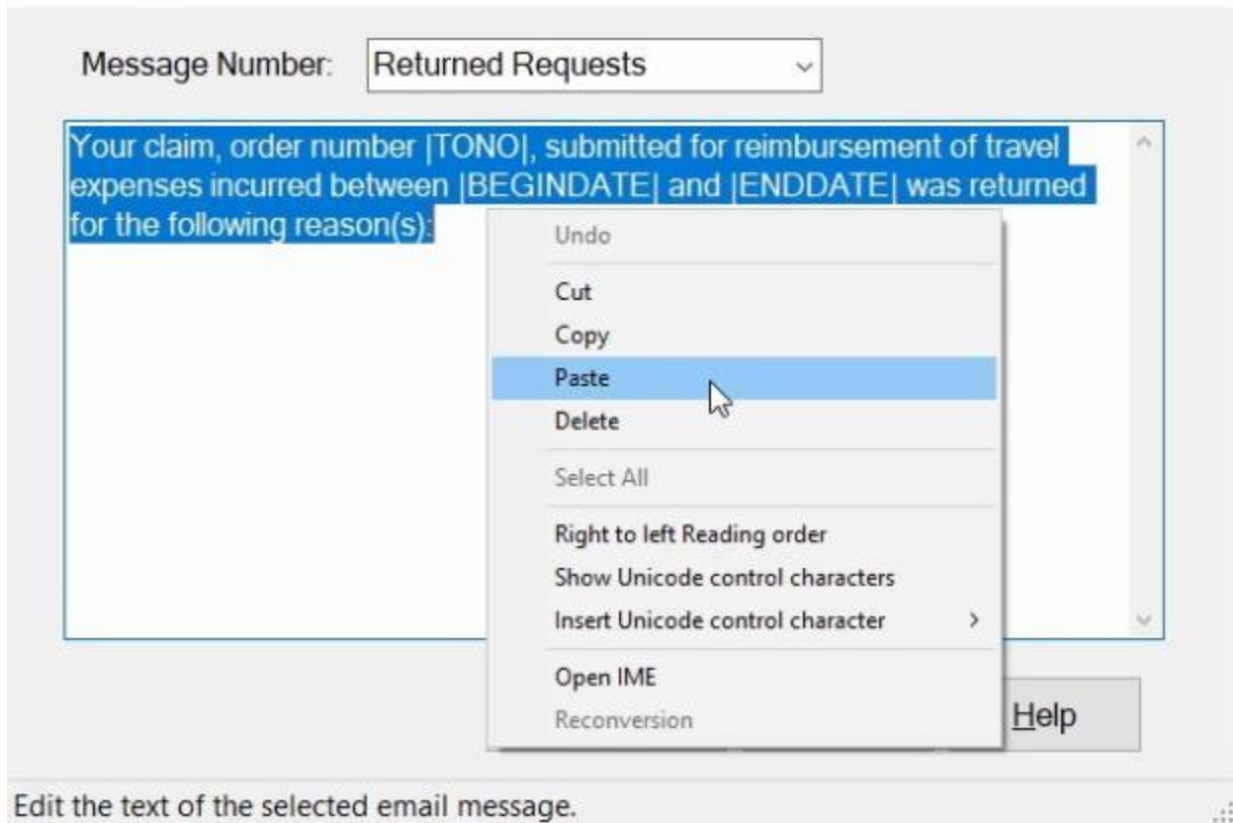 Message Number: Returned Requests
Your claim, order number |TONO|, submitted for reimbursement of travel
expenses incurred between |BEGINDATE| and |ENDDATE| was returned
for the following reason(s):
Undo
Cut
Copy
Paste
Delete
Select All
Right to left Reading order
Show Unicode control characters
Insert Unicode control character
Open IME
Reconversion
Help
Edit the text of the selected email message.